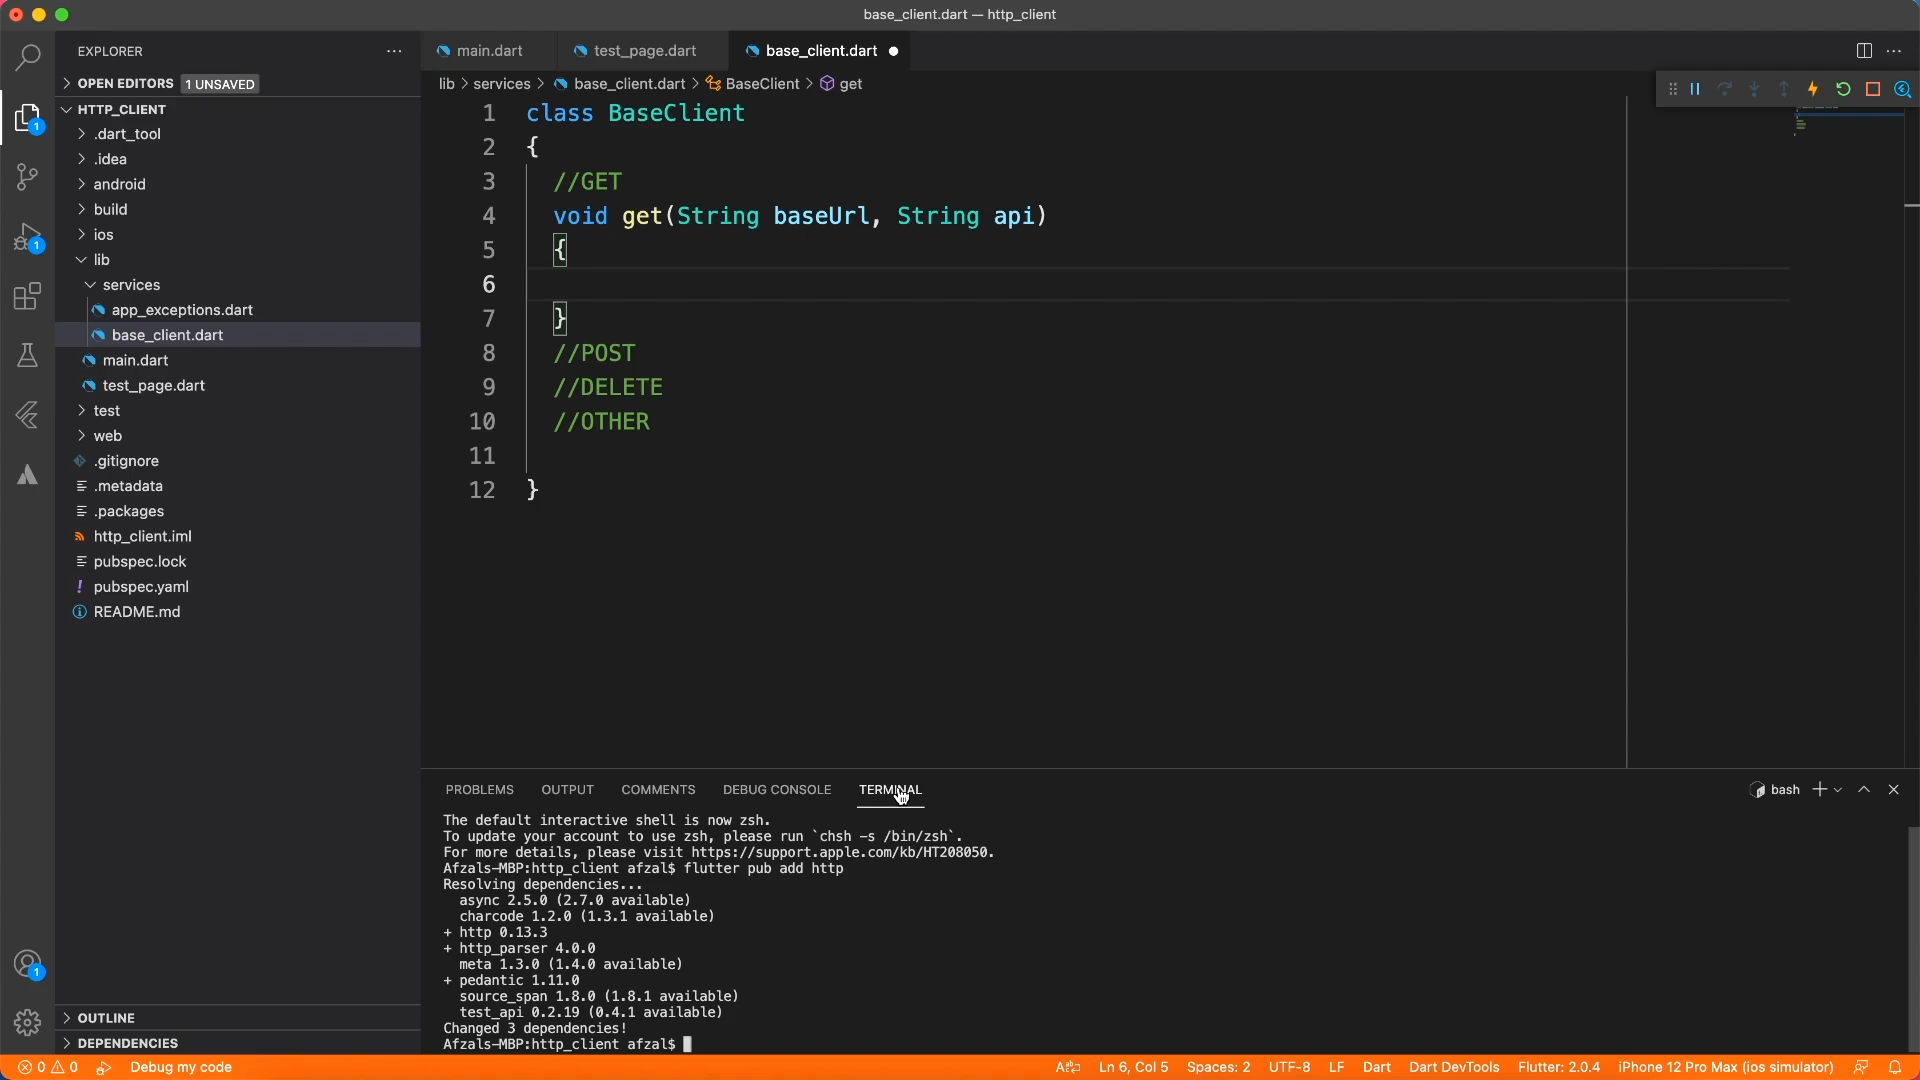 base_client.dart — http_client
EXPLORER
main.dart
test_page.dart
base_client.dart
OPEN EDITORS 1 UNSAVED
lib > services > base_client.dart > BaseClient > get
HTTP_CLIENT
.dart_tool
.idea
android
build
ios
lib
services
app_exceptions.dart
base_client.dart
main.dart
test_page.dart
test
web
.gitignore
.metadata
.packages
http_client.iml
pubspec.lock
pubspec.yaml
README.md
OUTLINE
DEPENDENCIES
1
1
1
1 class BaseClient
2 {
3 //GET
4 void get(String baseUrl, String api)
5 {
6
7 }
8 //POST
9 //DELETE
10 //OTHER
11
12 }
PROBLEMS OUTPUT COMMENTS DEBUG CONSOLE TERMINAL
bash
The default interactive shell is now zsh.
To update your account to use zsh, please run `chsh -s /bin/zsh`.
For more details, please visit https://support.apple.com/kb/HT208050.
Afzals-MBP:http_client afzal$ flutter pub add http
Resolving dependencies...
async 2.5.0 (2.7.0 available)
charcode 1.2.0 (1.3.1 available)
+ http 0.13.3
+ http_parser 4.0.0
meta 1.3.0 (1.4.0 available)
+ pedantic 1.11.0
source_span 1.8.0 (1.8.1 available)
test_api 0.2.19 (0.4.1 available)
Changed 3 dependencies!
Afzals-MBP:http_client afzal$
0 0 Debug my code
Ln 6, Col 5 Spaces: 2 UTF-8 LF Dart Dart DevTools Flutter: 2.0.4 iPhone 12 Pro Max (ios simulator)